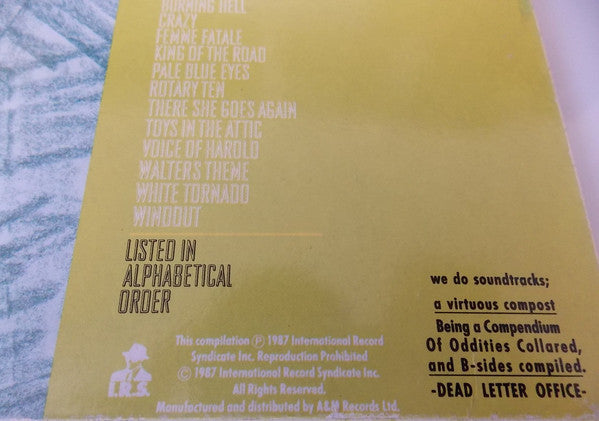 BURNING HELL
CRAZY
FEMME FATALE
KING OF THE ROAD
PALE BLUE EYES
ROTARY TEN
THERE SHE GOES AGAIN
TOYS IN THE ATTIC
VOICE OF HAROLD
WALTERS THEME
WHITE TORNADO
WINDOUT
LISTED IN
ALPHABETICAL
ORDER
we do soundtracks;
a virtuous compost
Being a Compendium
Of Oddities Collared,
and B-sides compiled.
-DEAD LETTER OFFICE-
This compilation Ⓟ 1987 International Record
Syndicate Inc. Reproduction Prohibited
© 1987 International Record Syndicate Inc.
All Rights Reserved.
Manufactured and distributed by A&M Records Ltd.
I.R.S.